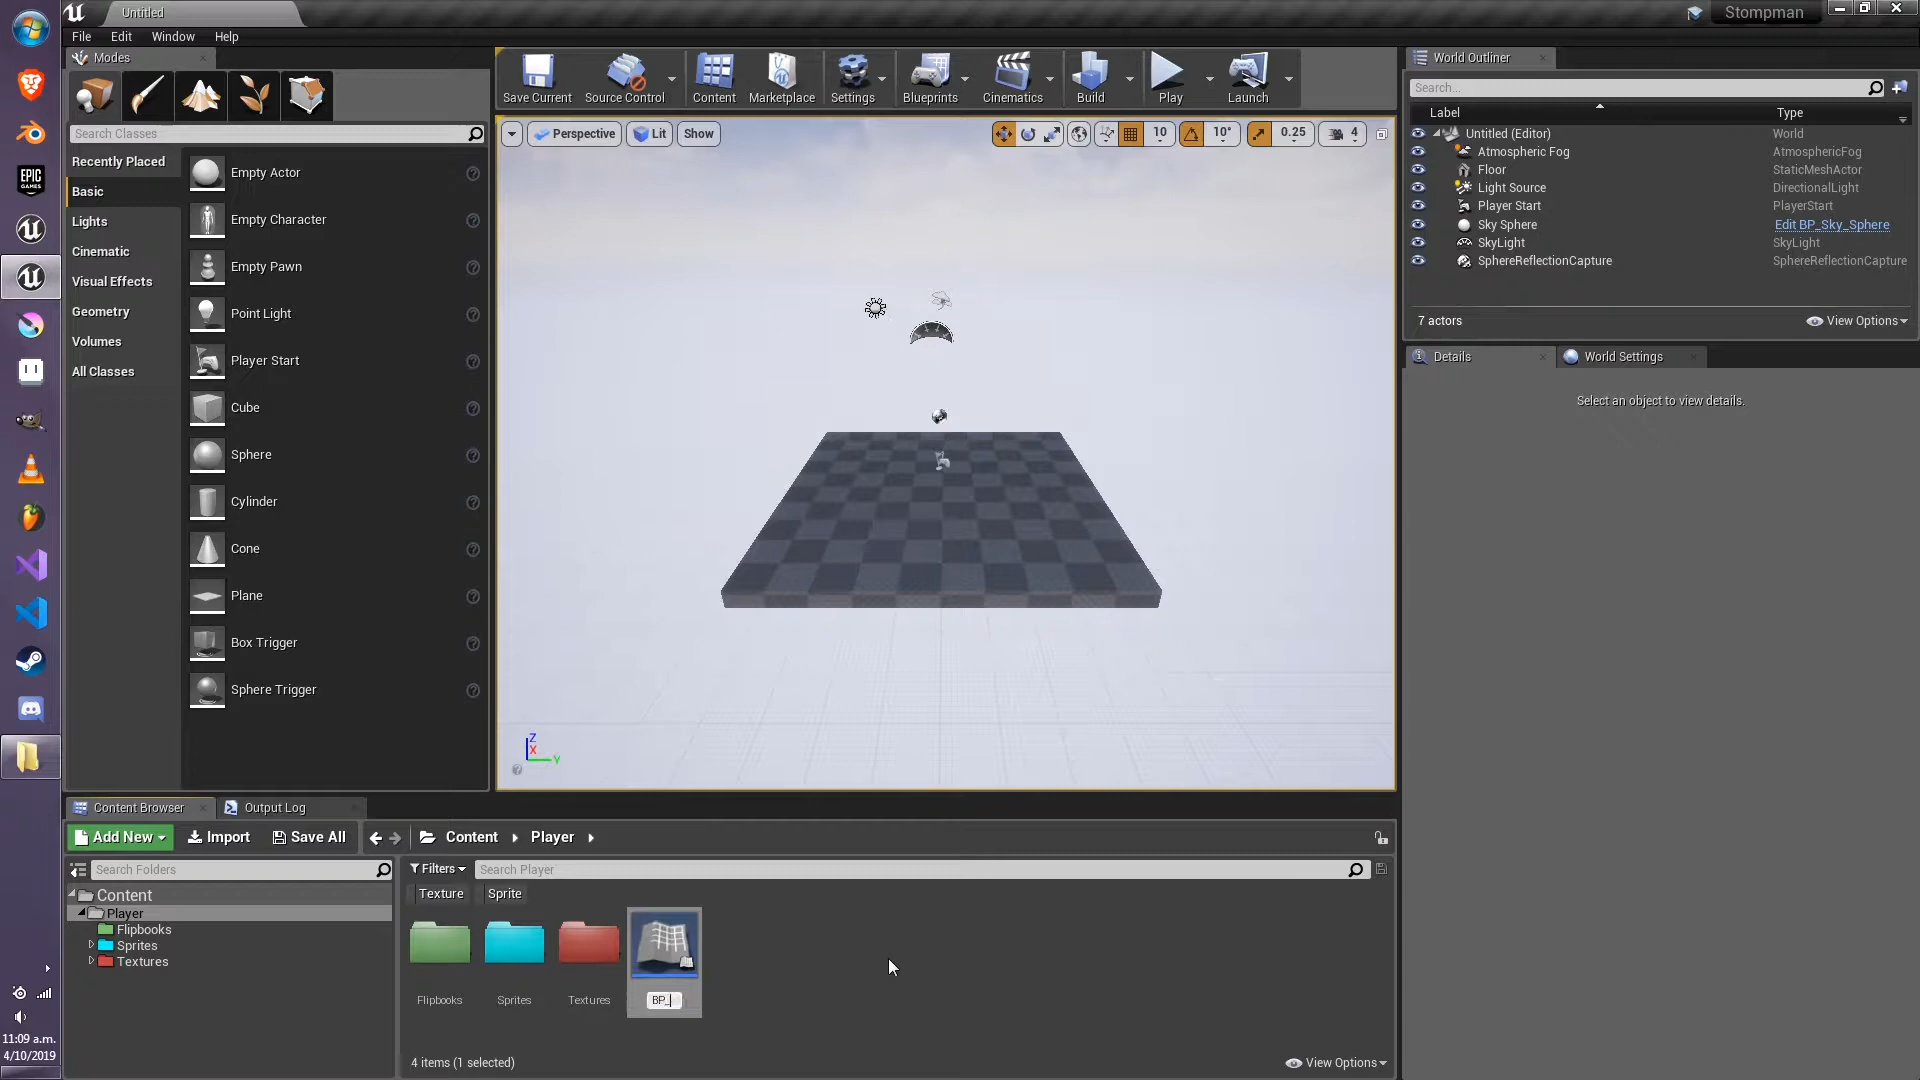 Untitled
Stompman
File Edit Window Help
Modes
Search Classes
Recently Placed
Basic
Lights
Cinematic
Visual Effects
Geometry
Volumes
All Classes
Empty Actor
Empty Character
Empty Pawn
Point Light
Player Start
Cube
Sphere
Cylinder
Cone
Plane
Box Trigger
Sphere Trigger
Save Current Source Control Content Marketplace Settings Blueprints Cinematics Build Play Launch
Perspective Lit Show 10 10° 0.25 4
Z
X
Y
World Outliner
Search...
Label Type
Untitled (Editor) World
Atmospheric Fog AtmosphericFog
Floor StaticMeshActor
Light Source DirectionalLight
Player Start PlayerStart
Sky Sphere Edit BP_Sky_Sphere
SkyLight SkyLight
SphereReflectionCapture SphereReflectionCapture
7 actors View Options
Details World Settings
Select an object to view details.
Content Browser Output Log
Add New Import Save All Content Player
Search Folders
Content
Player
Flipbooks
Sprites
Textures
Filters Search Player
Texture Sprite
Flipbooks Sprites Textures BP_
4 items (1 selected) View Options
EPIC
GAMES
11:09 a.m.
4/10/2019